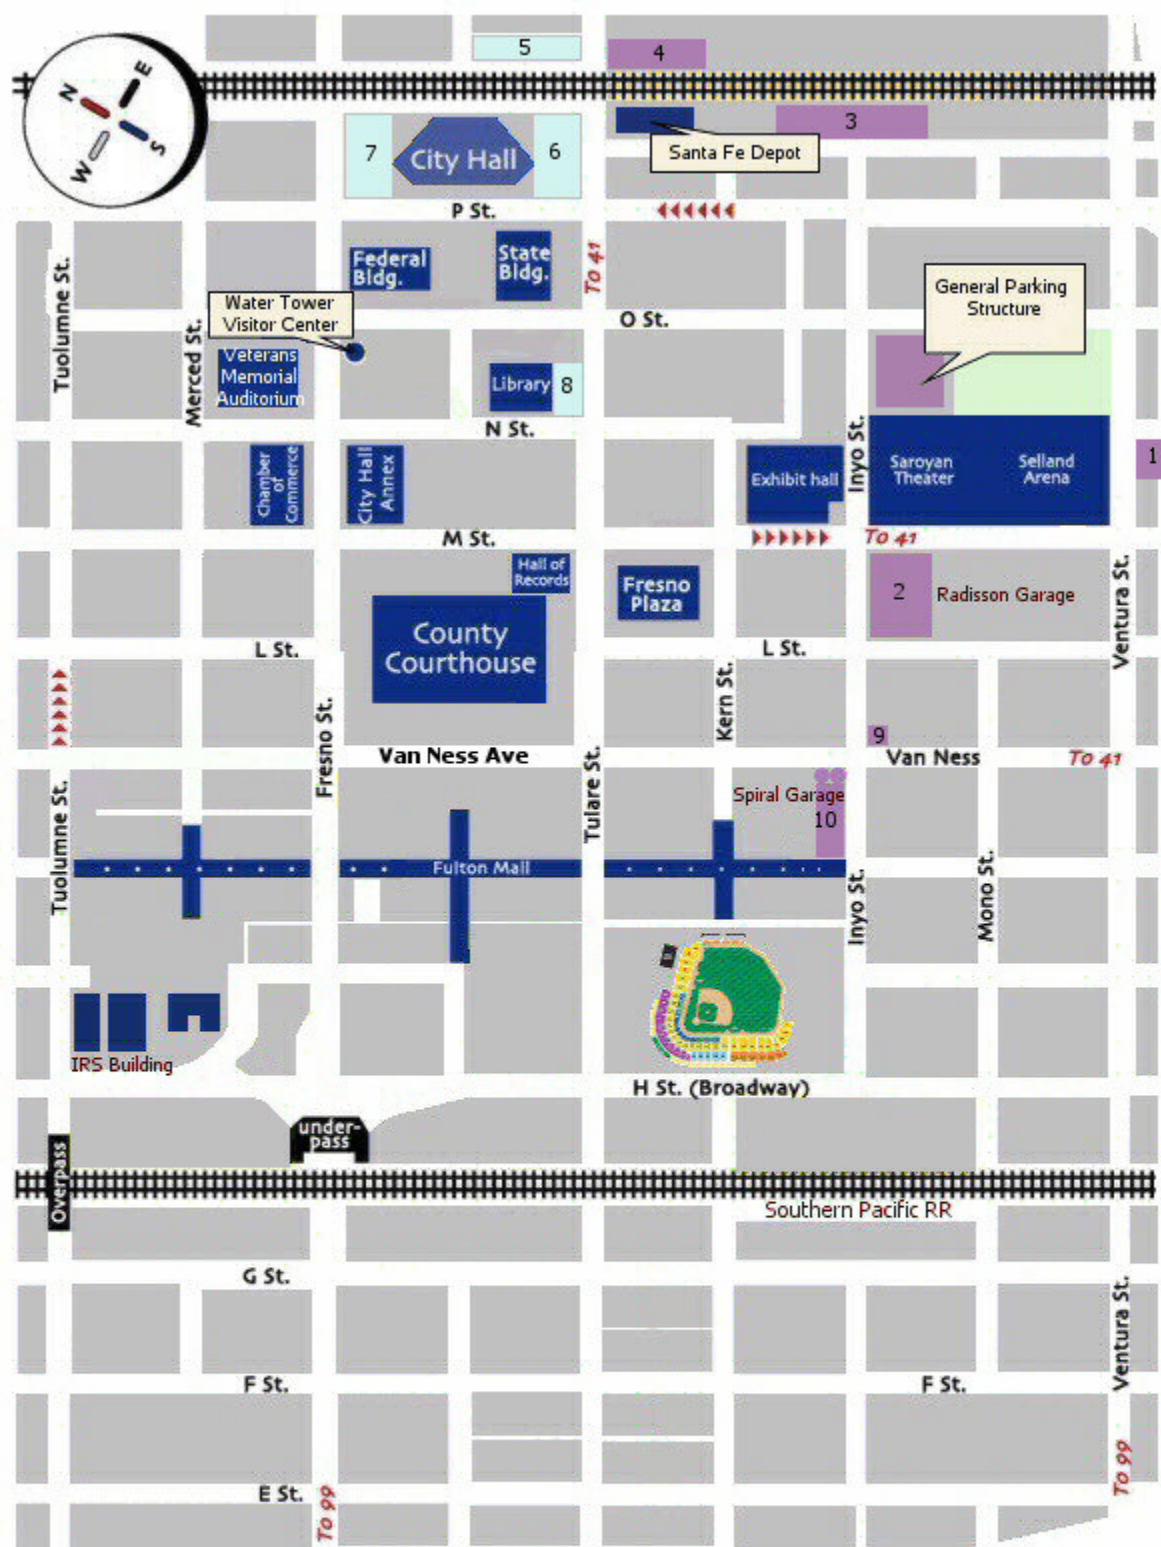 5
4
E
N
S
W
3
7
City Hall
6
Santa Fe Depot
P St.
Tuolumne St.
Federal
Bldg.
State
Bldg.
To 41
General Parking
Structure
Water Tower
Visitor Center
O St.
Merced St.
Veterans
Memorial
Auditorium
Library
8
N St.
Inyo St.
Chamber
of
Commerce
City Hall
Annex
Exhibit hall
Saroyan
Theater
Selland
Arena
1
M St.
To 41
Hall of
Records
Fresno
Plaza
2
Radisson Garage
Ventura St.
County
Courthouse
L St.
L St.
Kern St.
Fresno St.
9
Van Ness Ave
Van Ness
To 41
Tulare St.
Tuolumne St.
Spiral Garage
10
Fulton Mall
Inyo St.
Mono St.
IRS Building
H St. (Broadway)
under-
pass
Overpass
Southern Pacific RR
G St.
Ventura St.
F St.
F St.
E St.
To 99
To 99